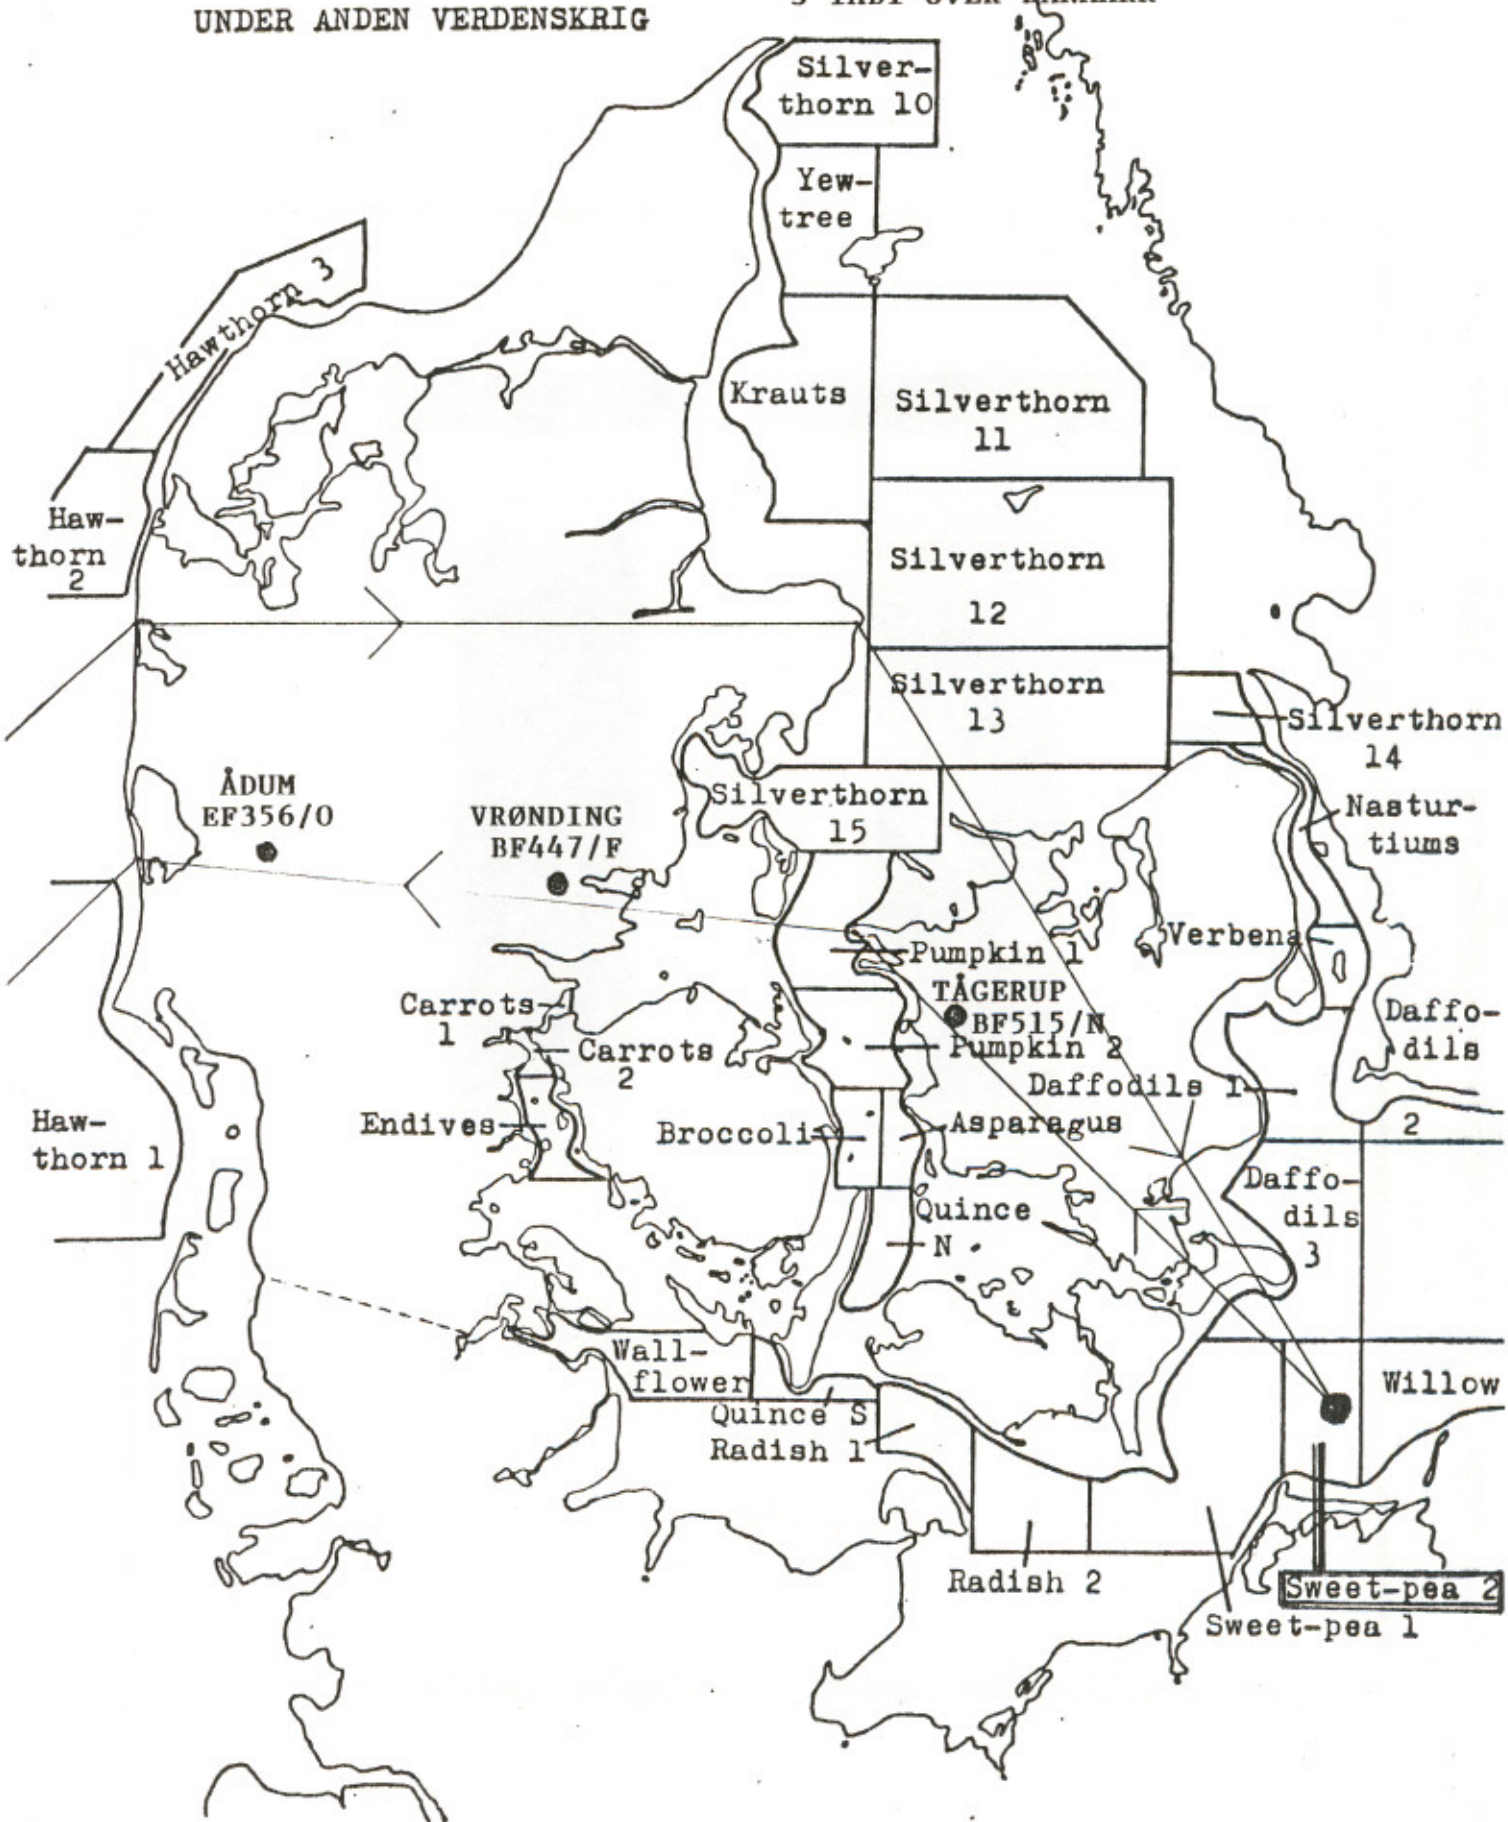 UNDER ANDEN VERDENSKRIG
Silver-
thorn 10
Yew-
tree
Hawthorn 3
Krauts
Silverthorn
11
Haw-
thorn
2
Silverthorn
12
Silverthorn
13
Silverthorn
14
ÅDUM
EF356/O
VRØNDING
BF447/F
Silverthorn
15
Nastur-
tiums
Verbena
Pumpkin 1
TÅGERUP
BF515/N
Pumpkin 2
Carrots
1
Carrots
2
Daffo-
dils
2
Daffodils 1
Haw-
thorn 1
Endives
Broccoli
Asparagus
Daffo-
dils
3
Quince
N
Wall-
flower
Willow
Quince S
Radish 1
Radish 2
Sweet-pea 2
Sweet-pea 1